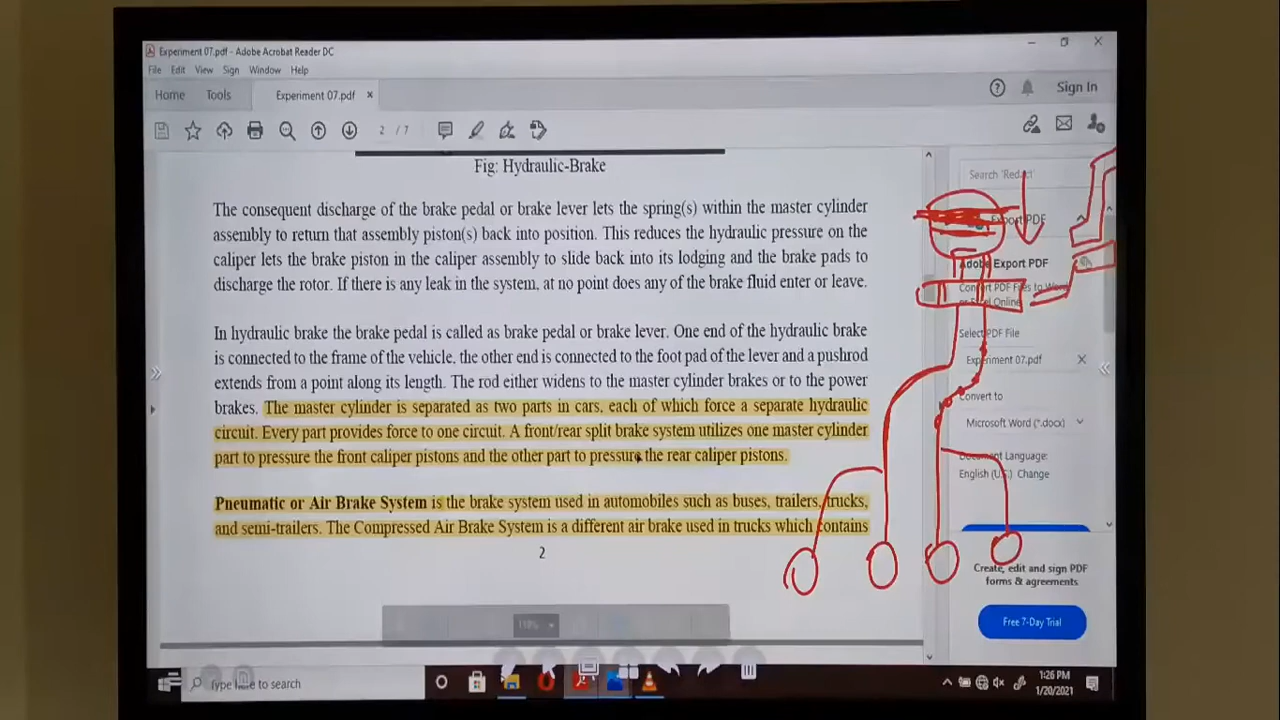 Experiment 07.pdf - Adobe Acrobat Reader DC
File Edit View Sign Window Help
Home Tools Experiment 07.pdf × Sign In
2 / 7
Fig: Hydraulic-Brake
The consequent discharge of the brake pedal or brake lever lets the spring(s) within the master cylinder
assembly to return that assembly piston(s) back into position. This reduces the hydraulic pressure on the
caliper lets the brake piston in the caliper assembly to slide back into its lodging and the brake pads to
discharge the rotor. If there is any leak in the system, at no point does any of the brake fluid enter or leave.
In hydraulic brake the brake pedal is called as brake pedal or brake lever. One end of the hydraulic brake
is connected to the frame of the vehicle, the other end is connected to the foot pad of the lever and a pushrod
extends from a point along its length. The rod either widens to the master cylinder brakes or to the power
brakes. The master cylinder is separated as two parts in cars, each of which force a separate hydraulic
circuit. Every part provides force to one circuit. A front/rear split brake system utilizes one master cylinder
part to pressure the front caliper pistons and the other part to pressure the rear caliper pistons.
Pneumatic or Air Brake System is the brake system used in automobiles such as buses, trailers, trucks,
and semi-trailers. The Compressed Air Brake System is a different air brake used in trucks which contains
2
118%
Search 'Redact'
Export PDF
Adobe Export PDF
Convert PDF Files to Word
or Excel Online
Select PDF File
Experiment 07.pdf ×
Convert to
Microsoft Word (*.docx)
Document Language:
English (U.S.) Change
Create, edit and sign PDF
forms & agreements
Free 7-Day Trial
Type here to search
1:26 PM
1/20/2021